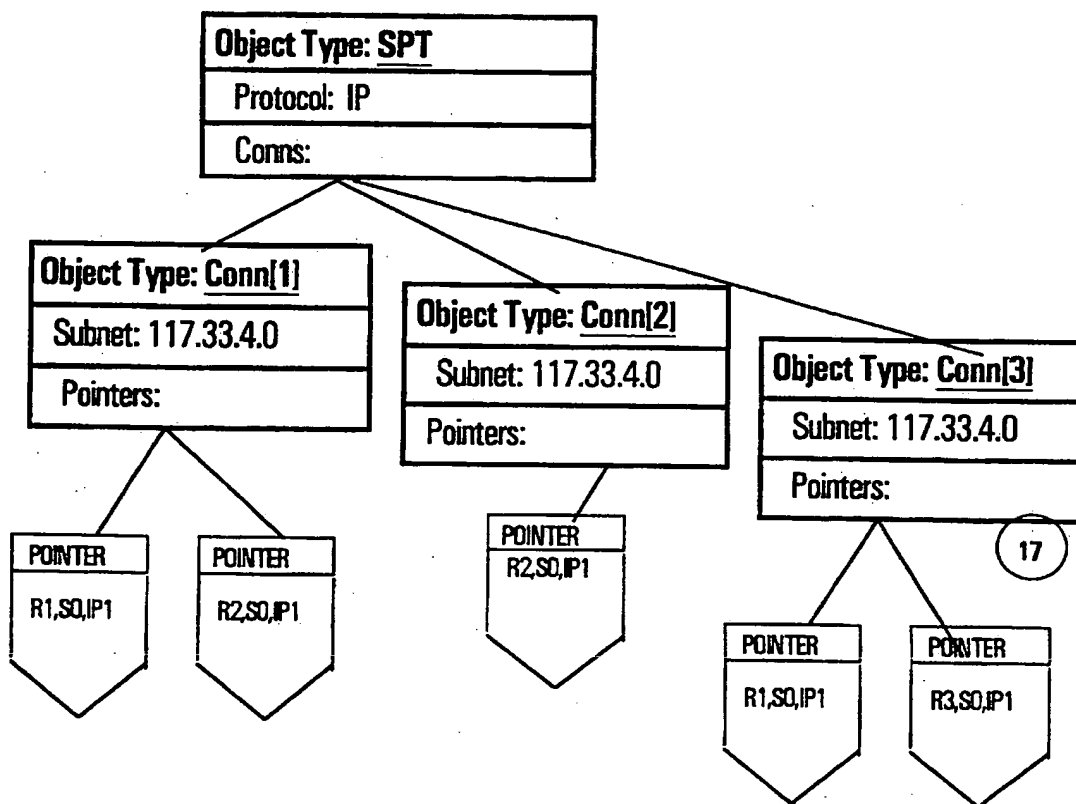 Object Type: SPT
Protocol: IP
Conns:
Object Type: Conn[1]
Subnet: 117.33.4.0
Pointers:
Object Type: Conn[2]
Subnet: 117.33.4.0
Pointers:
Object Type: Conn[3]
Subnet: 117.33.4.0
Pointers:
17
POINTER
R1,S0,IP1
POINTER
R2,S0,IP1
POINTER
R2,S0,IP1
POINTER
R1,S0,IP1
POINTER
R3,S0,IP1